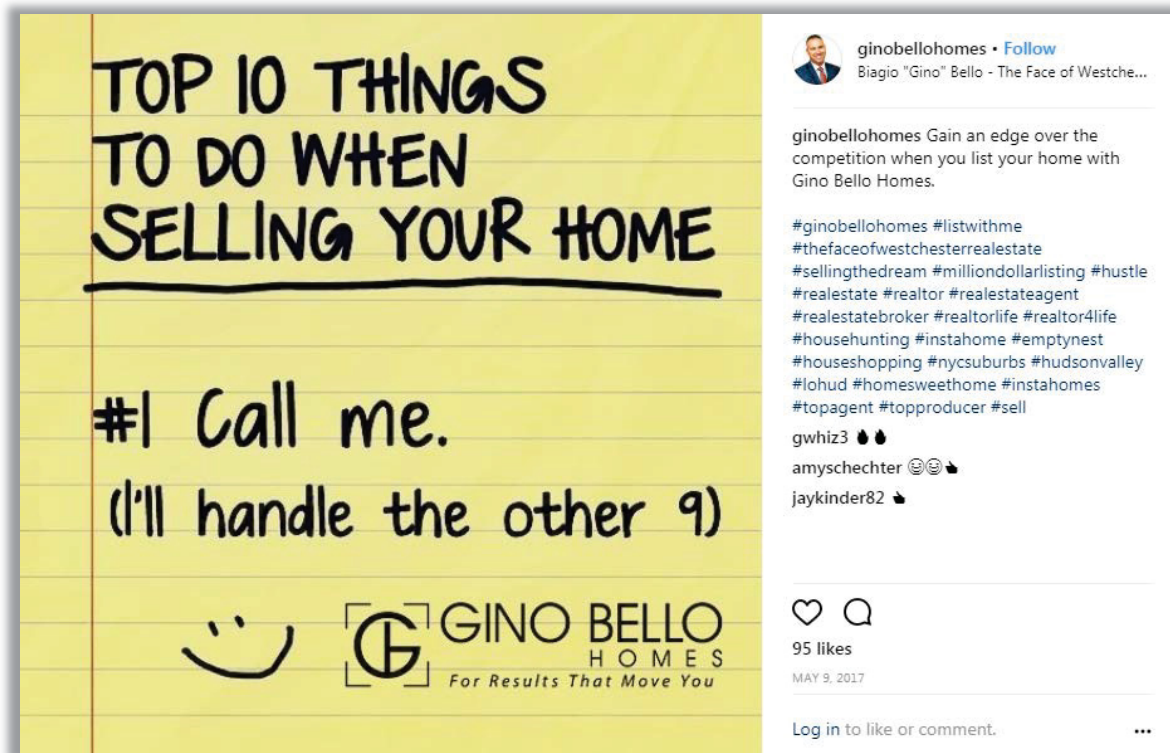 TOP 10 THINGS
TO DO WHEN
SELLING YOUR HOME
#1 Call me.
(I'll handle the other 9)
GINO BELLO
HOMES
For Results That Move You
ginobellohomes • Follow
Biagio "Gino" Bello - The Face of Westche...
ginobellohomes Gain an edge over the
competition when you list your home with
Gino Bello Homes.
#ginobellohomes #listwithme
#thefaceofwestchesterrealestate
#sellingthedream #milliondollarlisting #hustle
#realestate #realtor #realestateagent
#realestatebroker #realtorlife #realtor4life
#househunting #instahome #emptynest
#houseshopping #nycsuburbs #hudsonvalley
#lohud #homesweethome #instahomes
#topagent #topproducer #sell
gwhiz3
amyschechter
jaykinder82
95 likes
MAY 9, 2017
Log in to like or comment.